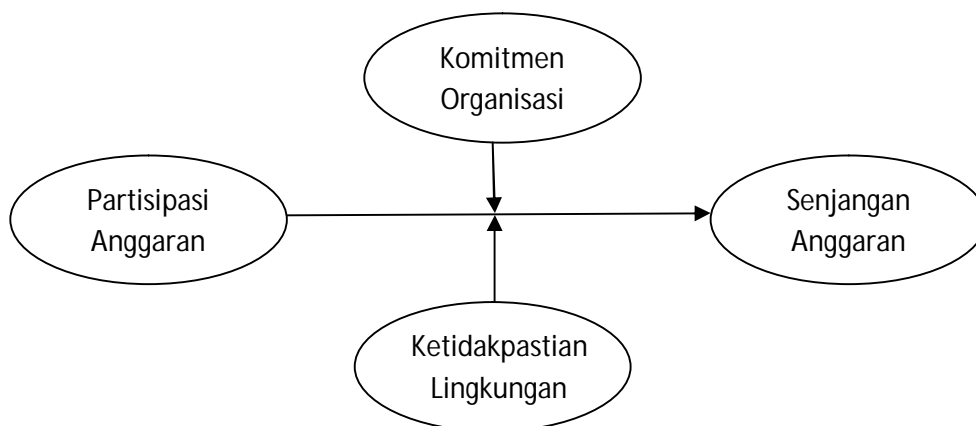 Komitmen
Organisasi
Partisipasi
Anggaran
Senjangan
Anggaran
Ketidakpastian
Lingkungan